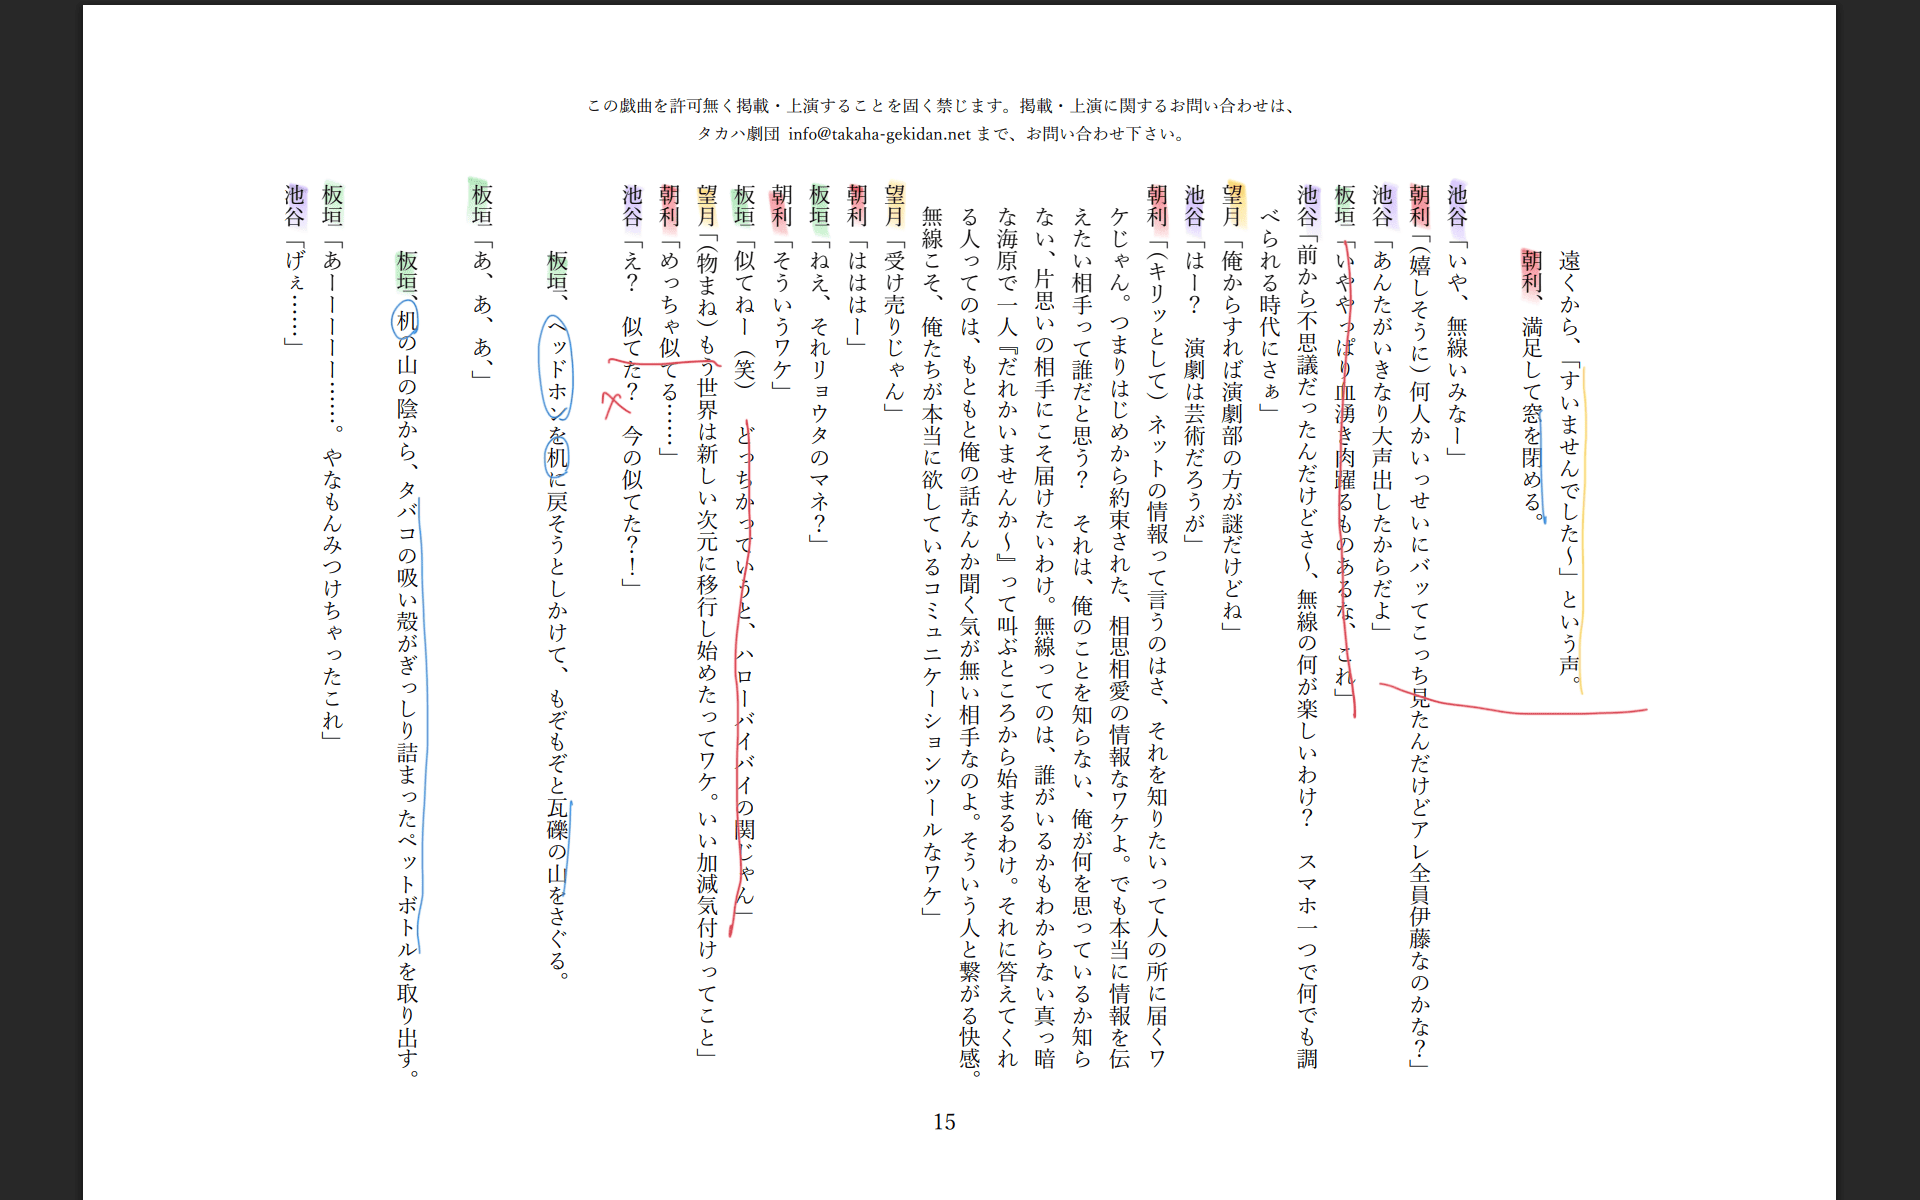 この戯曲を許可無く掲載・上演することを固く禁じます。掲載・上演に関するお問い合わせは、
タカハ劇団 info@takaha-gekidan.net まで、お問い合わせ下さい。
遠くから、「すいませんでした～」という声。
朝利、満足して窓を閉める。
池谷「いや、無線いみなー」
朝利「(嬉しそうに)何人かいっせいにバッてこっち見たんだけどアレ全員伊藤なのかな？」
池谷「あんたがいきなり大声出したからだよ」
板垣「いややっぱり血湧き肉躍るものあるな、これ」
池谷「前から不思議だったんだけどさ～、無線の何が楽しいわけ？　スマホ一つで何でも調
べられる時代にさぁ」
望月「俺からすれば演劇部の方が謎だけどね」
池谷「はー？　演劇は芸術だろうが」
朝利「(キリッとして)ネットの情報って言うのはさ、それを知りたいって人の所に届くワ
ケじゃん。つまりはじめから約束された、相思相愛の情報なワケよ。でも本当に情報を伝
えたい相手って誰だと思う？　それは、俺のことを知らない、俺が何を思っているか知ら
ない、片思いの相手にこそ届けたいわけ。無線ってのは、誰がいるかもわからない真っ暗
な海原で一人『だれかいませんか～』って叫ぶところから始まるわけ。それに答えてくれ
る人ってのは、もともと俺の話なんか聞く気が無い相手なのよ。そういう人と繋がる快感。
無線こそ、俺たちが本当に欲しているコミュニケーションツールなワケ」
望月「受け売りじゃん」
朝利「はははー」
板垣「ねえ、それリョウタのマネ？」
朝利「そういうワケ」
板垣「似てねー（笑）　どっちかっていうと、ハローバイバイの関じゃん」
望月「(物まね)もう世界は新しい次元に移行し始めたってワケ。いい加減気付けってこと」
朝利「めっちゃ似てる……」
池谷「え？　似てた？　今の似てた？！」
板垣、ヘッドホンを机に戻そうとしかけて、もぞもぞと瓦礫の山をさぐる。
板垣「あ、あ、あ、」
板垣、机の山の陰から、タバコの吸い殻がぎっしり詰まったペットボトルを取り出す。
板垣「あーーーーー……。やなもんみつけちゃったこれ」
池谷「げぇ……」
15